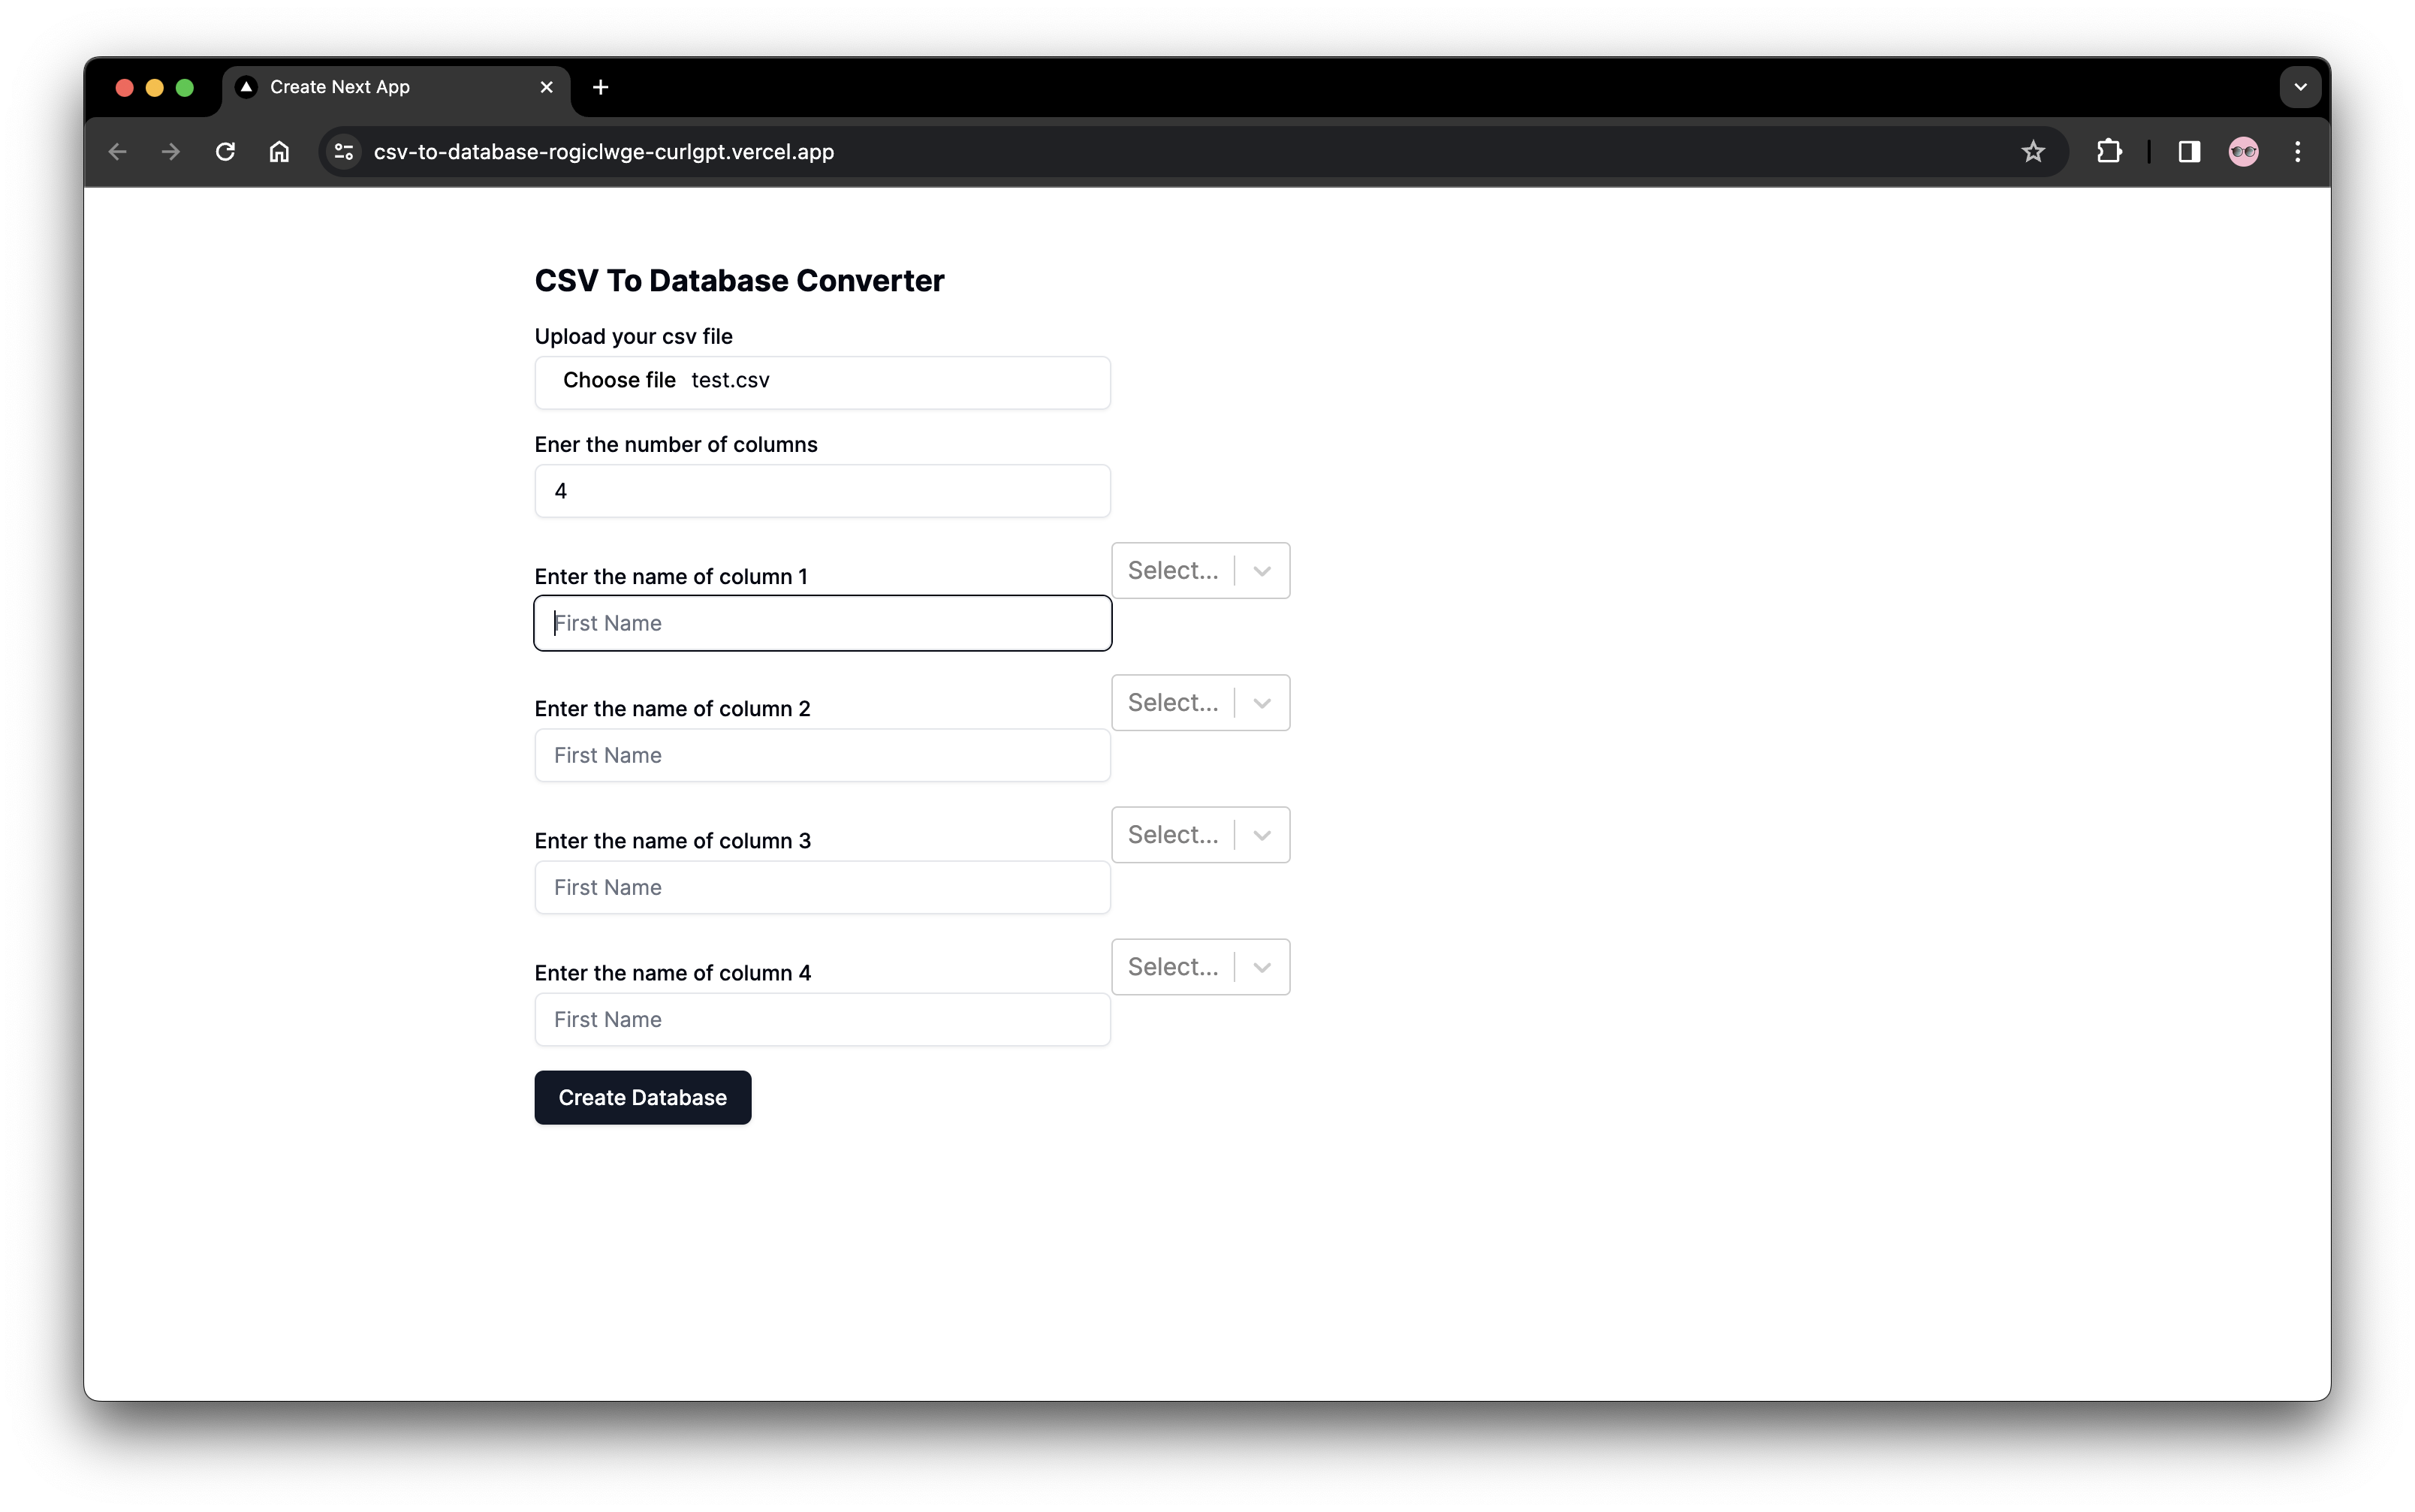 Create Next App
csv-to-database-rogiclwge-curlgpt.vercel.app
CSV To Database Converter
Upload your csv file
Choose file test.csv
Ener the number of columns
4
Enter the name of column 1
Select...
First Name
Enter the name of column 2
Select...
First Name
Enter the name of column 3
Select...
First Name
Enter the name of column 4
Select...
First Name
Create Database